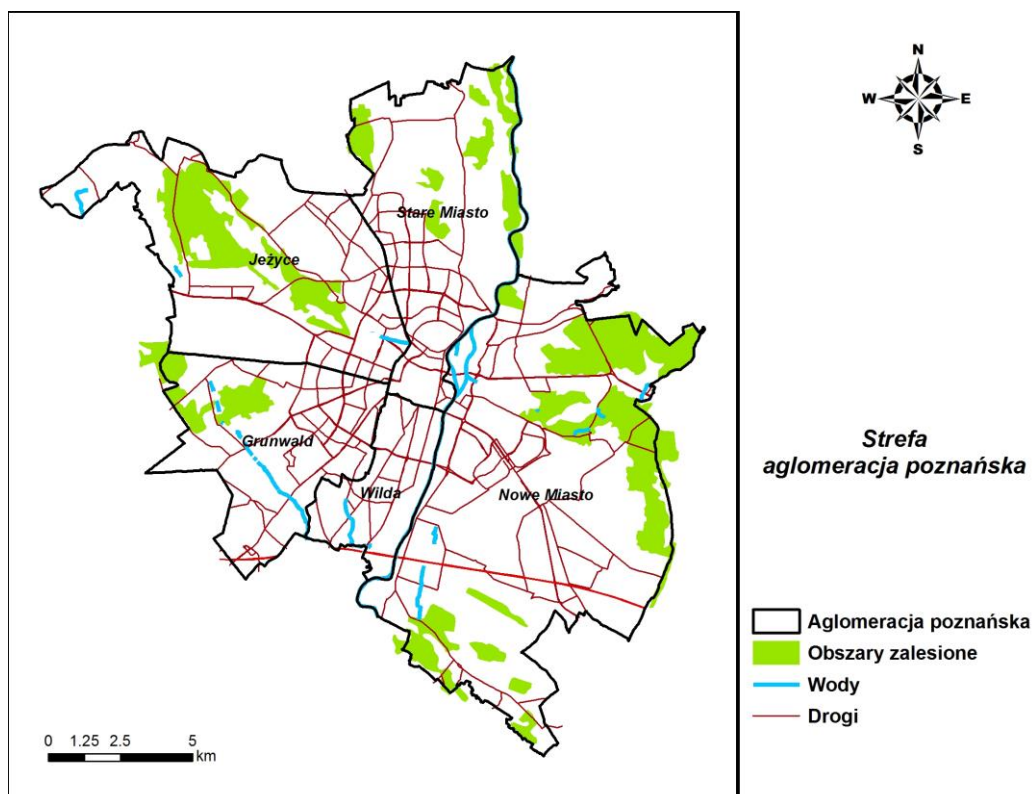 N
W E
S
Stare Miasto
Jeżyce
Grunwald
Wilda
Nowe Miasto
Strefa
aglomeracja poznańska
Aglomeracja poznańska
Obszary zalesione
Wody
Drogi
0 1.25 2.5 5
km